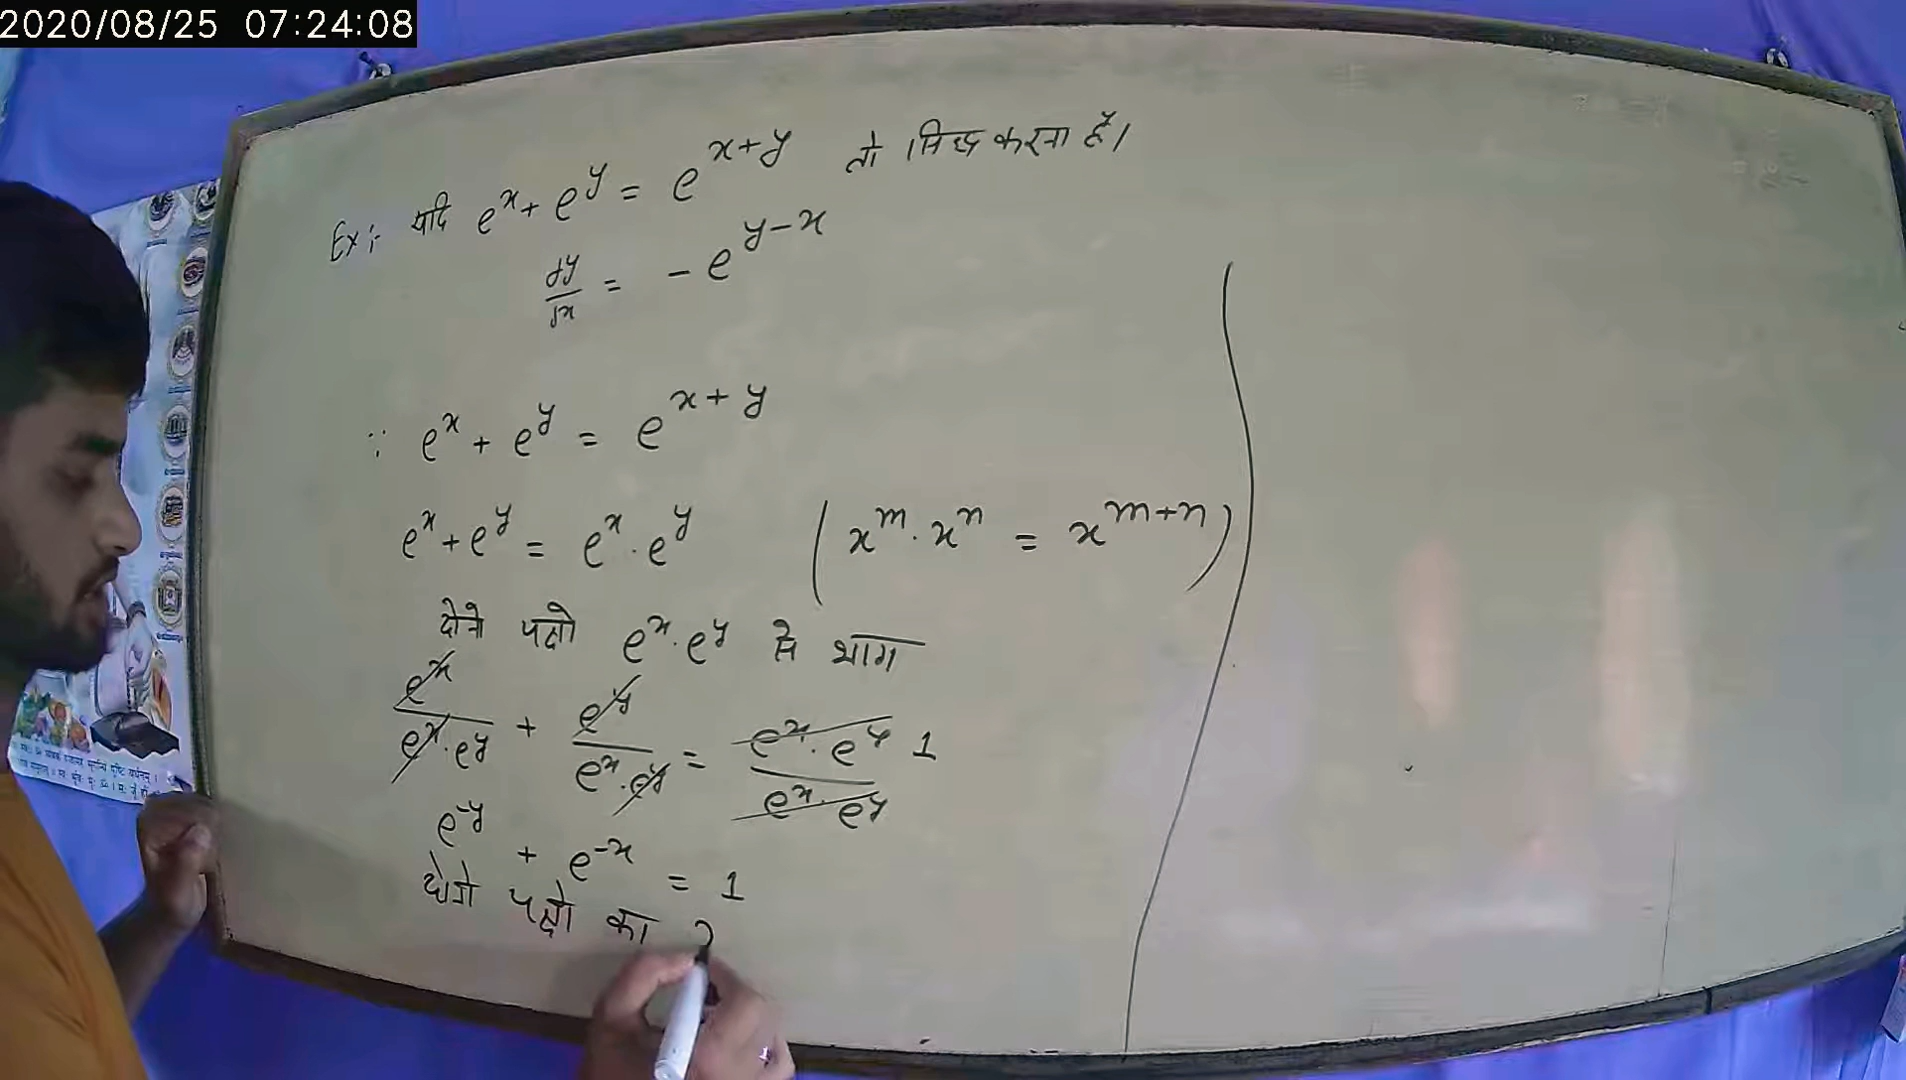 2020/08/25 07:24:08
Ex:- यदि e^x + e^y = e^(x+y) तो सिद्ध करना है।
dy/dx = - e^(y-x)
∵ e^x + e^y = e^(x+y)
e^x + e^y = e^x . e^y (x^m . x^n = x^(m+n))
दोनो पक्षो e^x . e^y से भाग
e^x/(e^x . e^y) + e^y/(e^x . e^y) = (e^x . e^y)/(e^x . e^y) 1
e^-y + e^-x = 1
दोनो पक्षो का